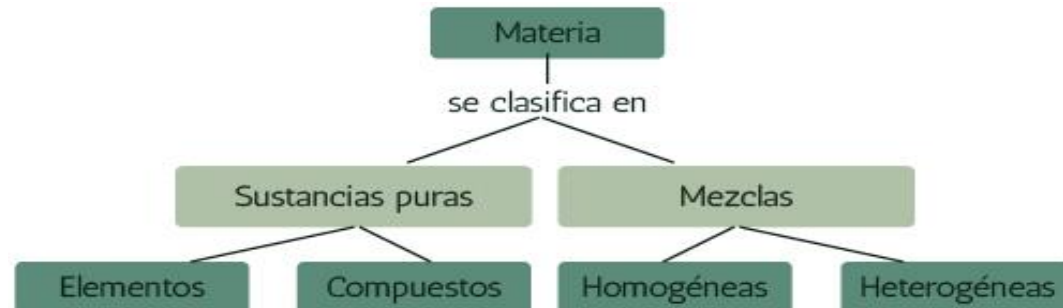 Materia
se clasifica en
Sustancias puras Mezclas
Elementos Compuestos Homogéneas Heterogéneas